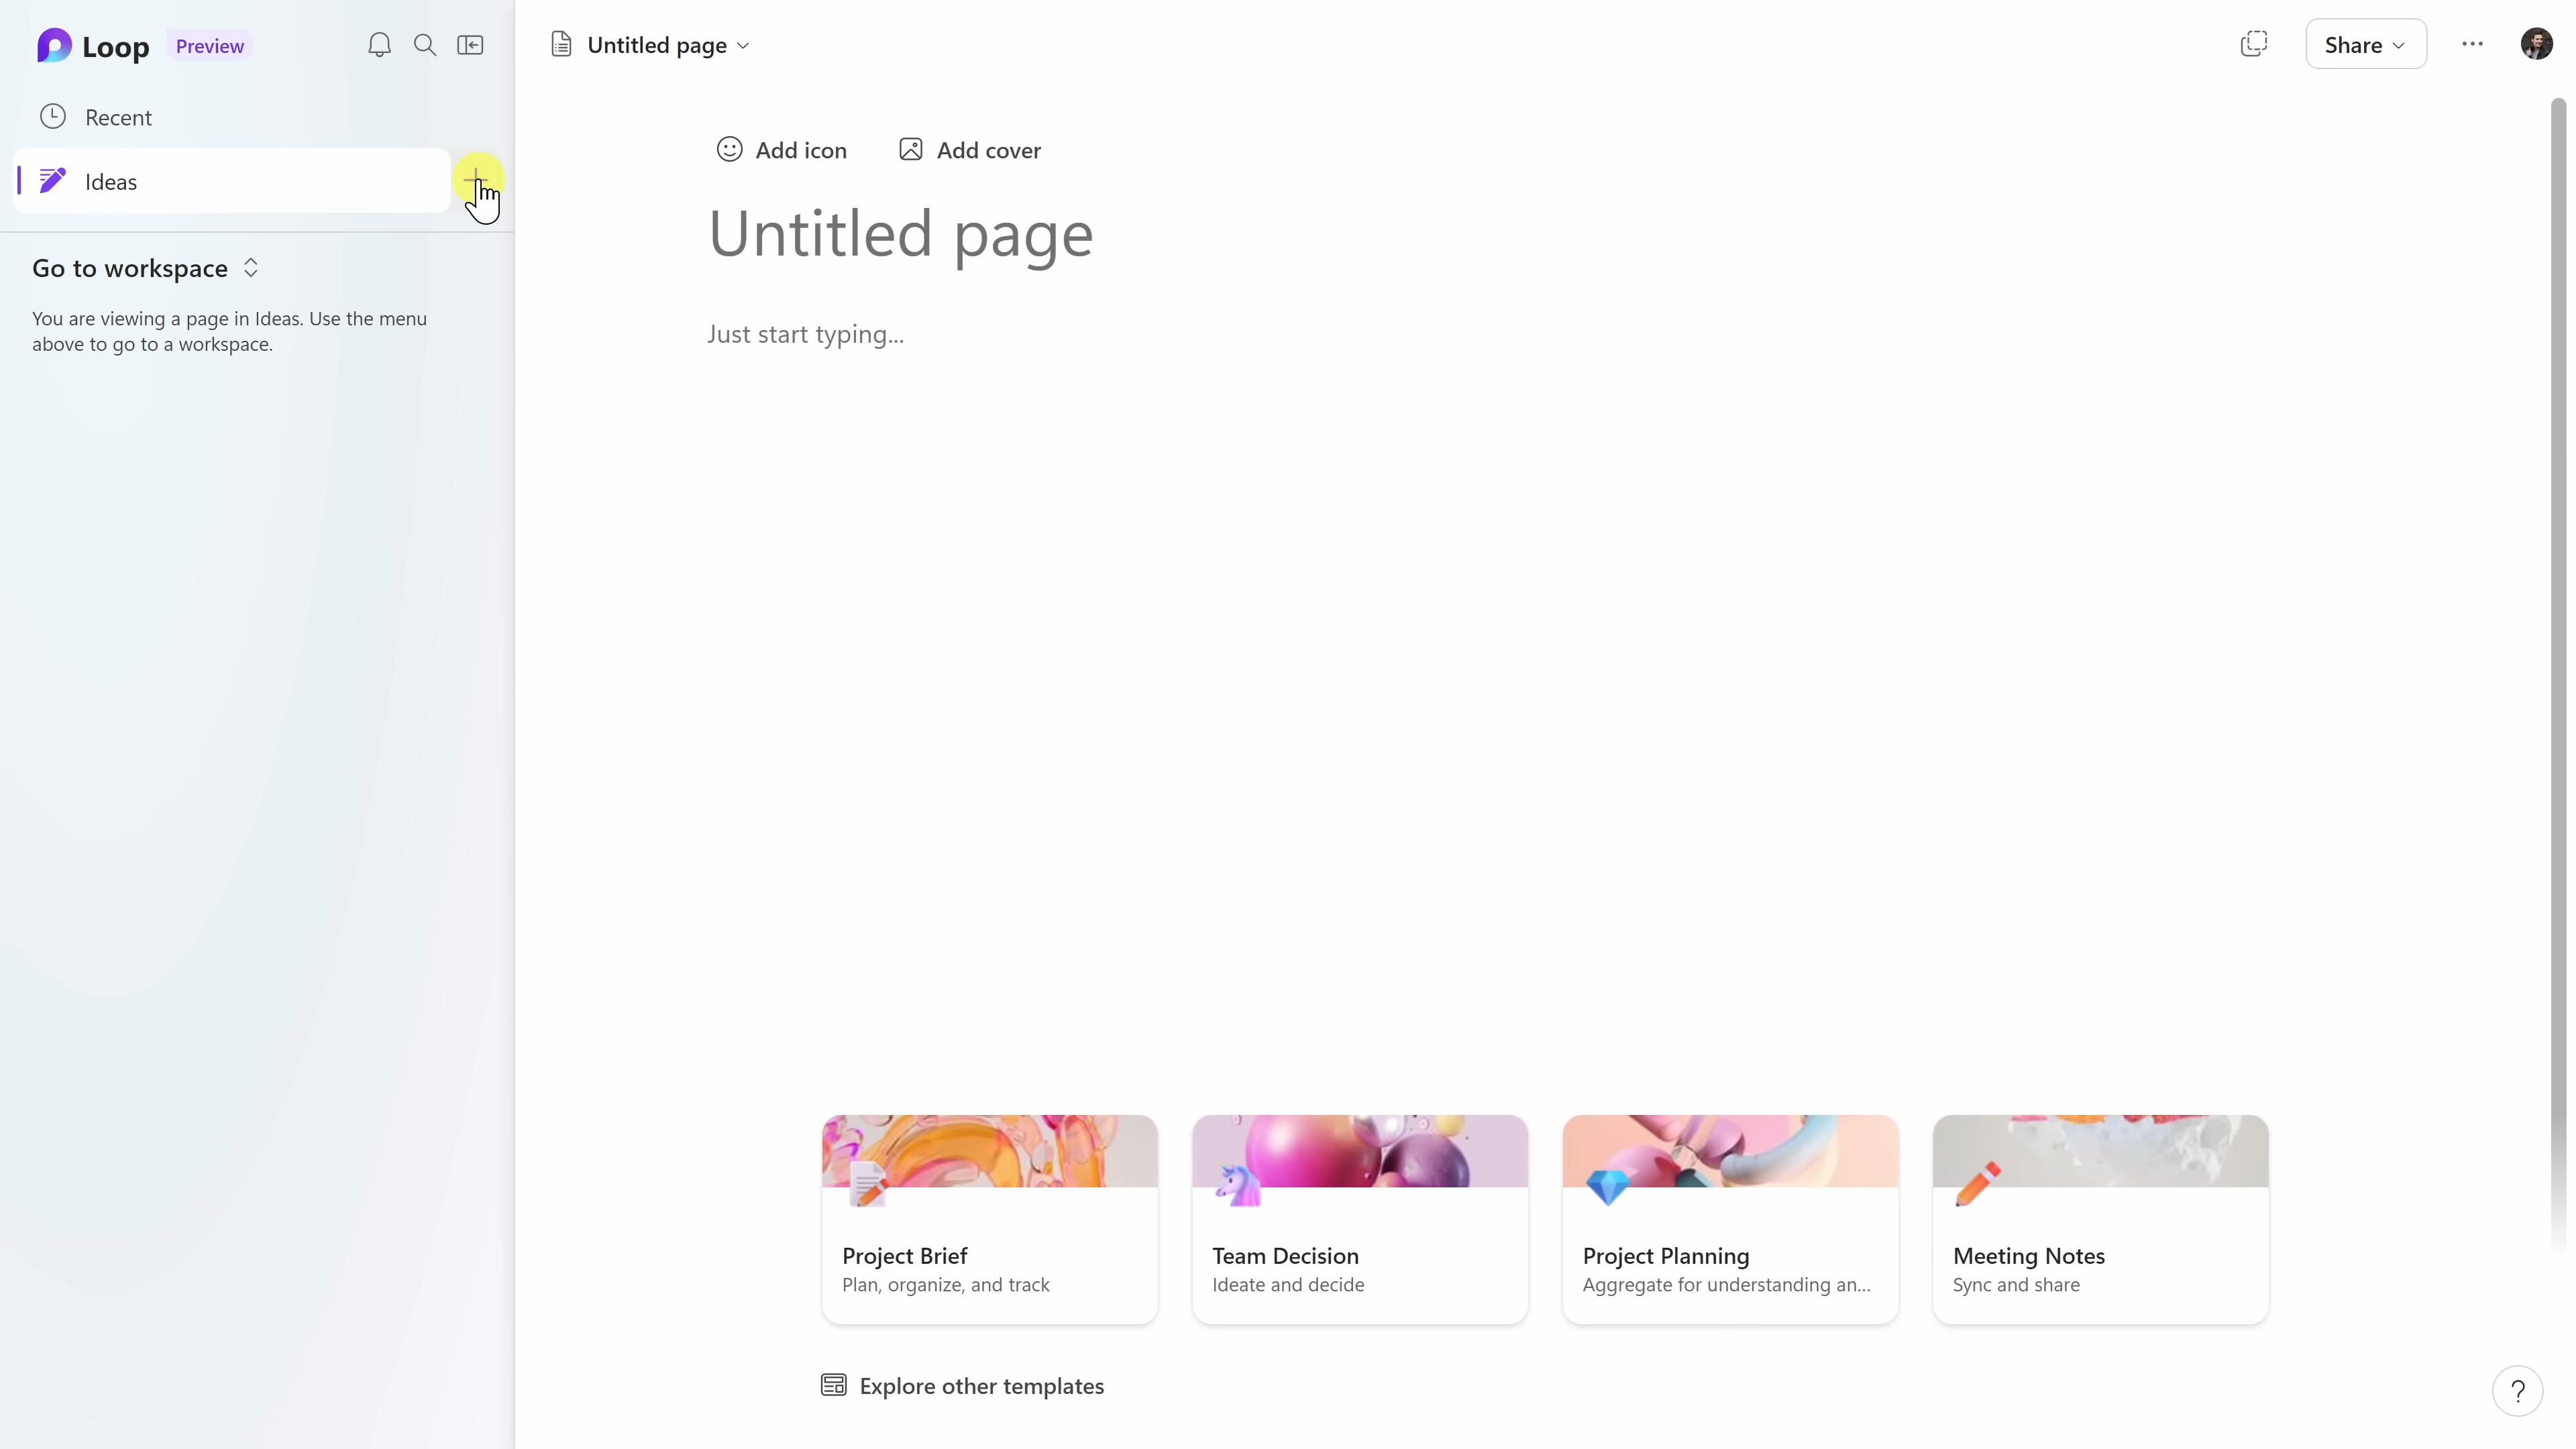 Loop Preview
Recent
Ideas
Go to workspace
You are viewing a page in Ideas. Use the menu
above to go to a workspace.
Untitled page
Share
Add icon
Add cover
Untitled page
Just start typing...
Project Brief
Plan, organize, and track
Team Decision
Ideate and decide
Project Planning
Aggregate for understanding an...
Meeting Notes
Sync and share
Explore other templates
?